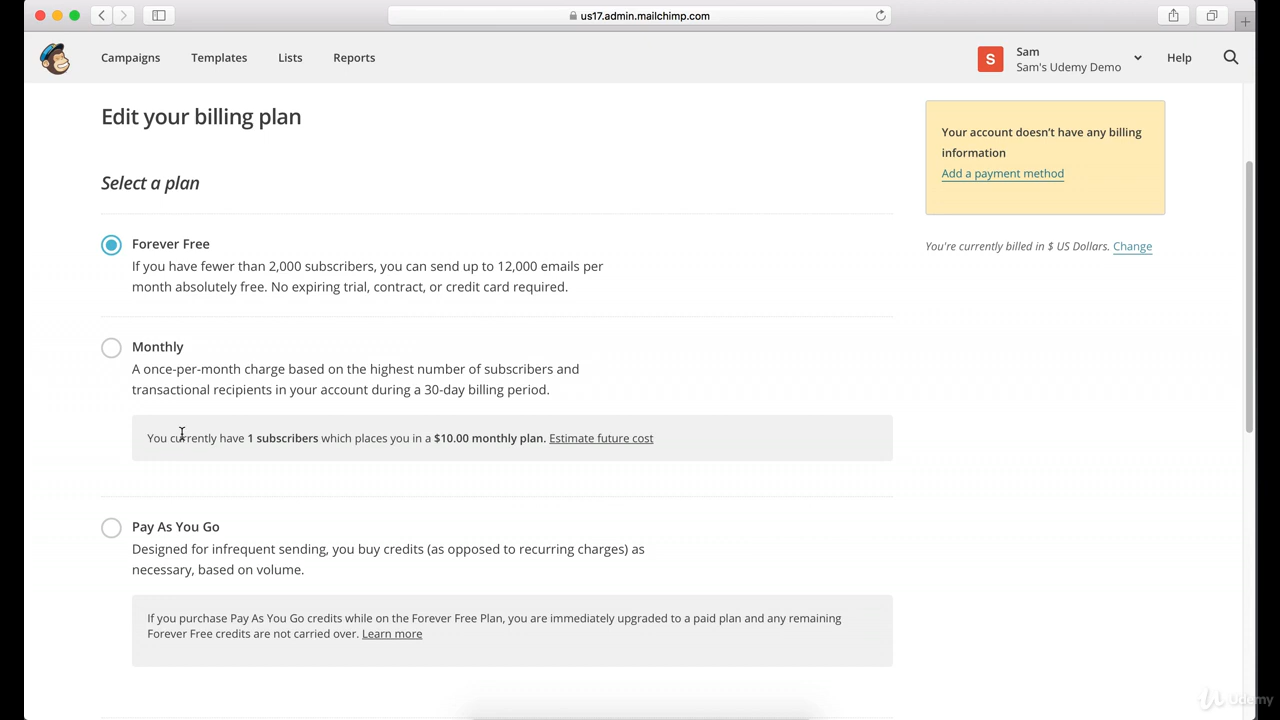 us17.admin.mailchimp.com
Campaigns Templates Lists Reports
S
Sam
Sam's Udemy Demo
Help
Edit your billing plan
Select a plan
Forever Free
If you have fewer than 2,000 subscribers, you can send up to 12,000 emails per
month absolutely free. No expiring trial, contract, or credit card required.
Monthly
A once-per-month charge based on the highest number of subscribers and
transactional recipients in your account during a 30-day billing period.
You currently have 1 subscribers which places you in a $10.00 monthly plan. Estimate future cost
Pay As You Go
Designed for infrequent sending, you buy credits (as opposed to recurring charges) as
necessary, based on volume.
If you purchase Pay As You Go credits while on the Forever Free Plan, you are immediately upgraded to a paid plan and any remaining
Forever Free credits are not carried over. Learn more
Your account doesn't have any billing
information
Add a payment method
You're currently billed in $ US Dollars. Change
Udemy